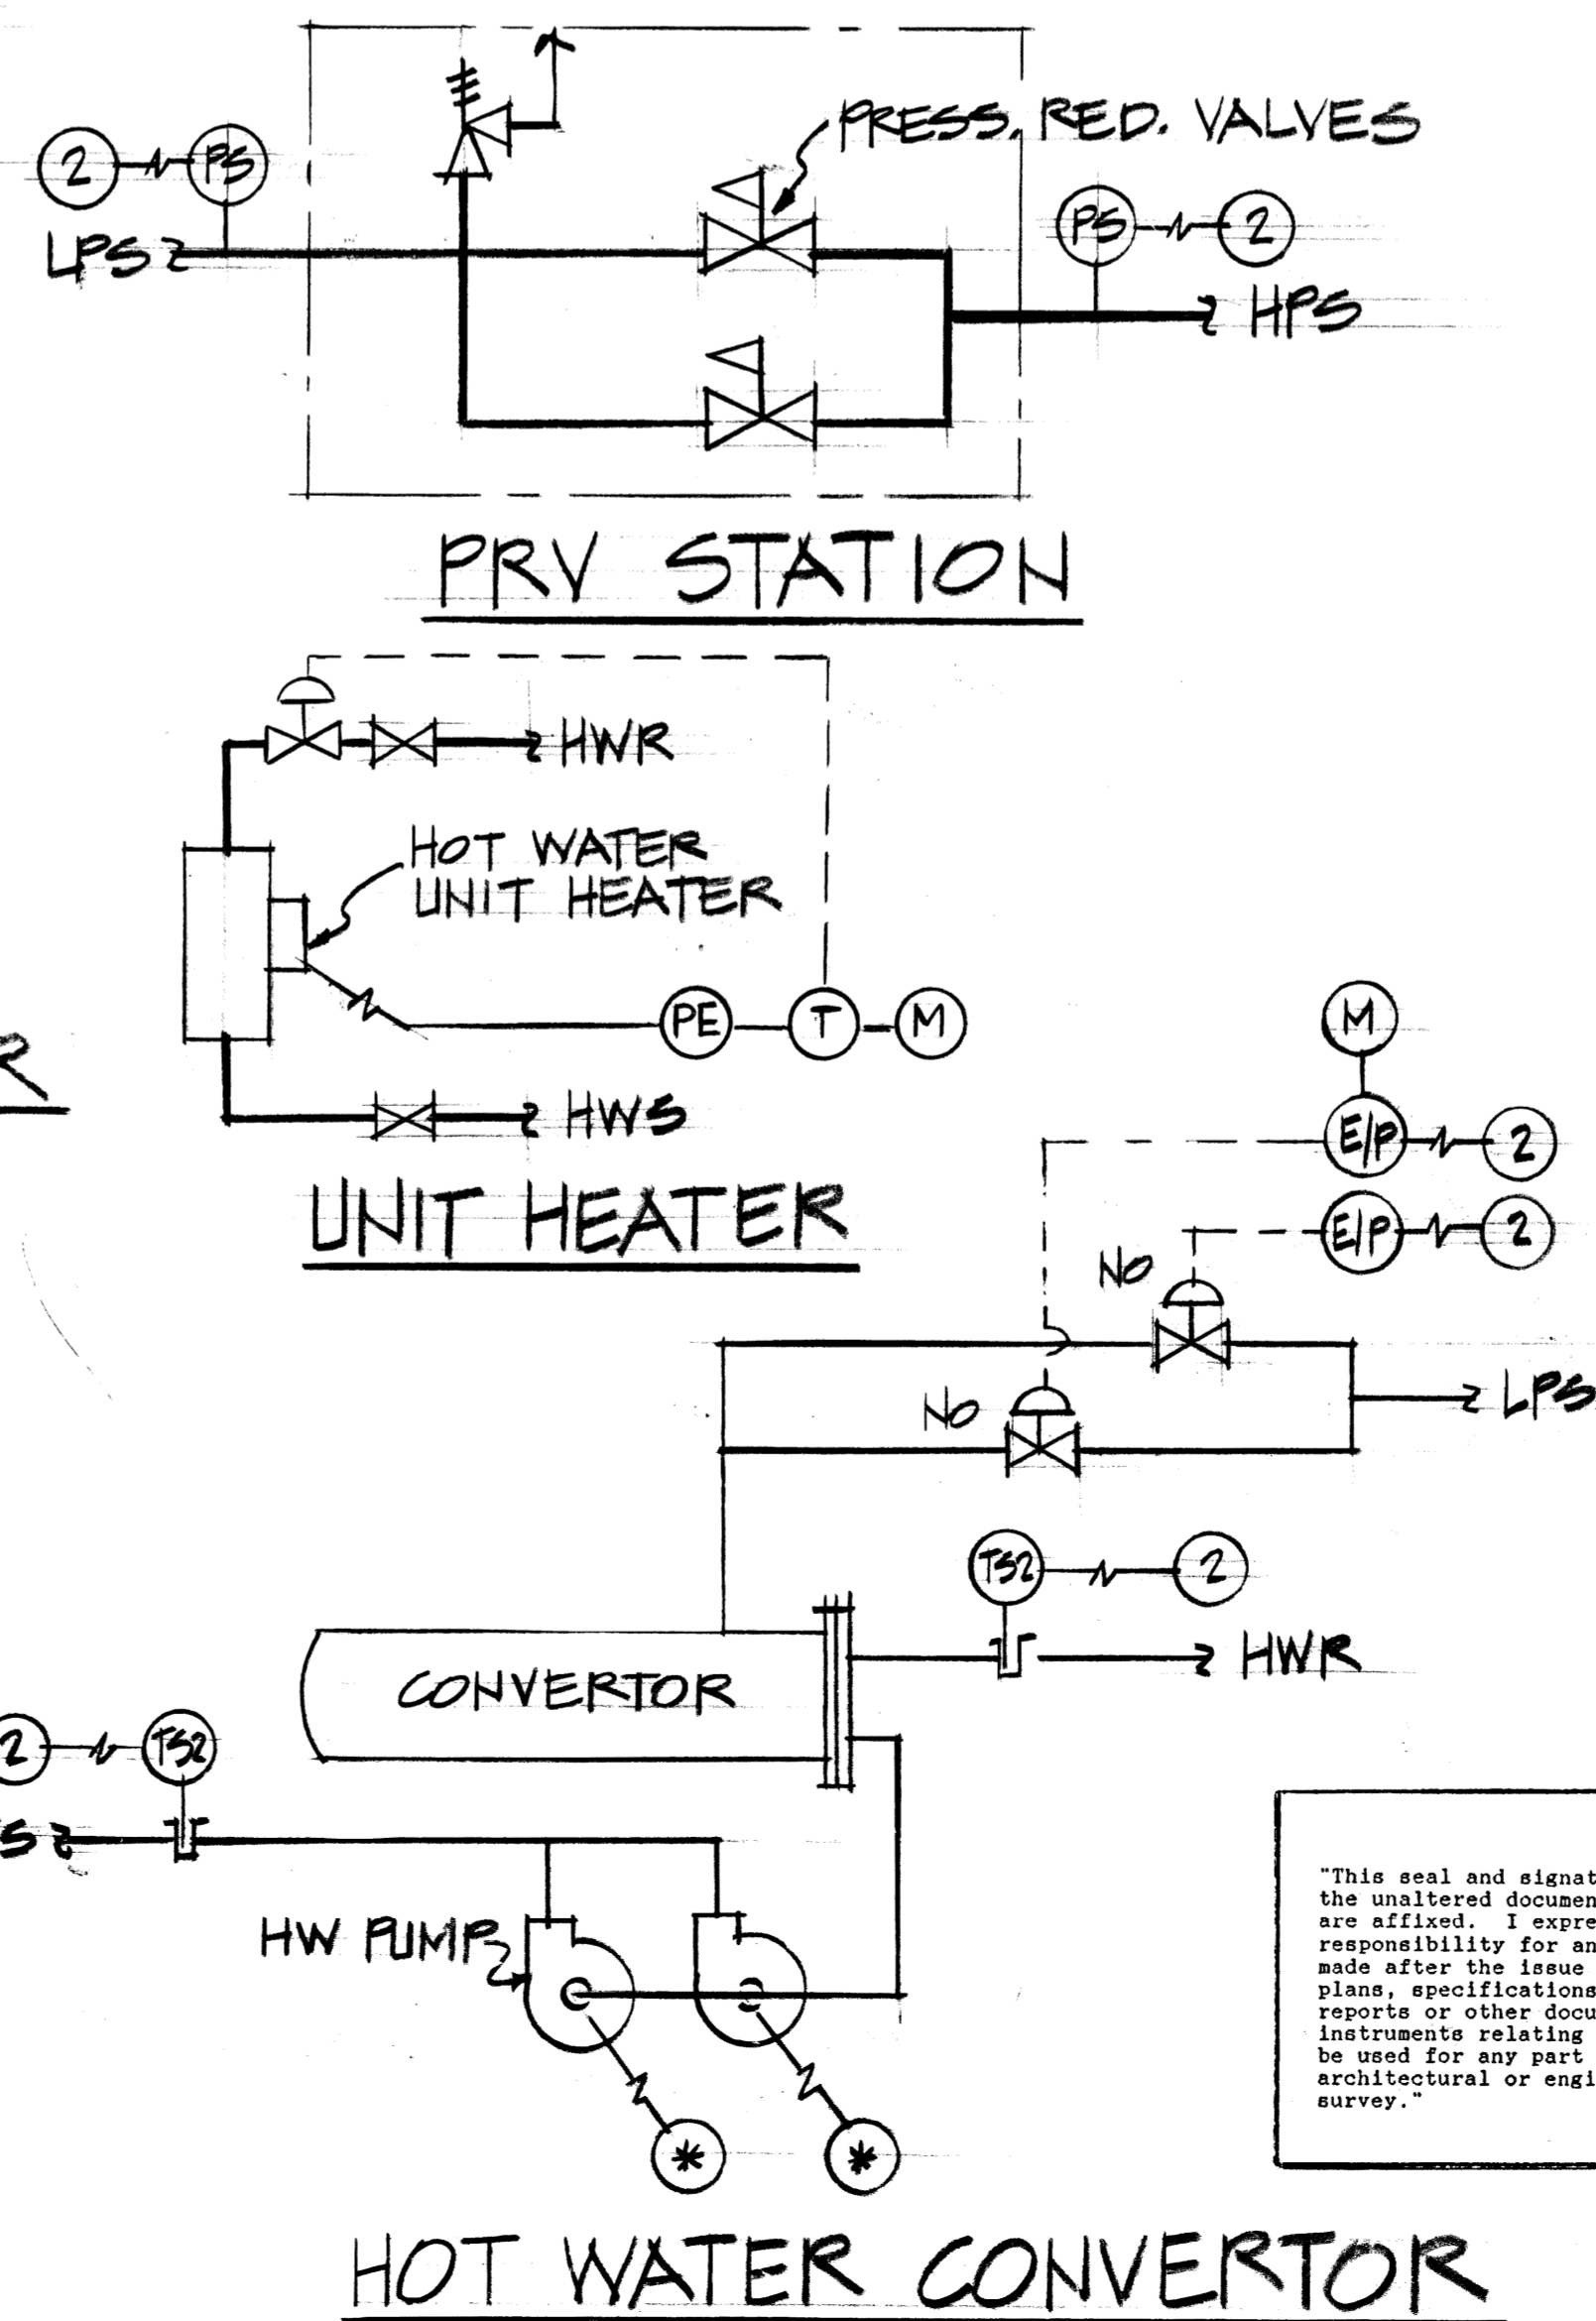 PRESS. RED. VALVES
2 PS
PS 2
LPS
HPS
PRV STATION
HWR
HOT WATER
UNIT HEATER
PE T M
M
R
HWS
E/P 2
E/P 2
UNIT HEATER
NO
LPS
NO
TS2 2
HWR
CONVERTOR
2 TS2
S
HW PUMP
"This seal and signat
the unaltered documen
are affixed. I expre
responsibility for an
made after the issue
plans, specifications
reports or other docu
instruments relating
be used for any part
architectural or engi
survey."
* *
HOT WATER CONVERTOR